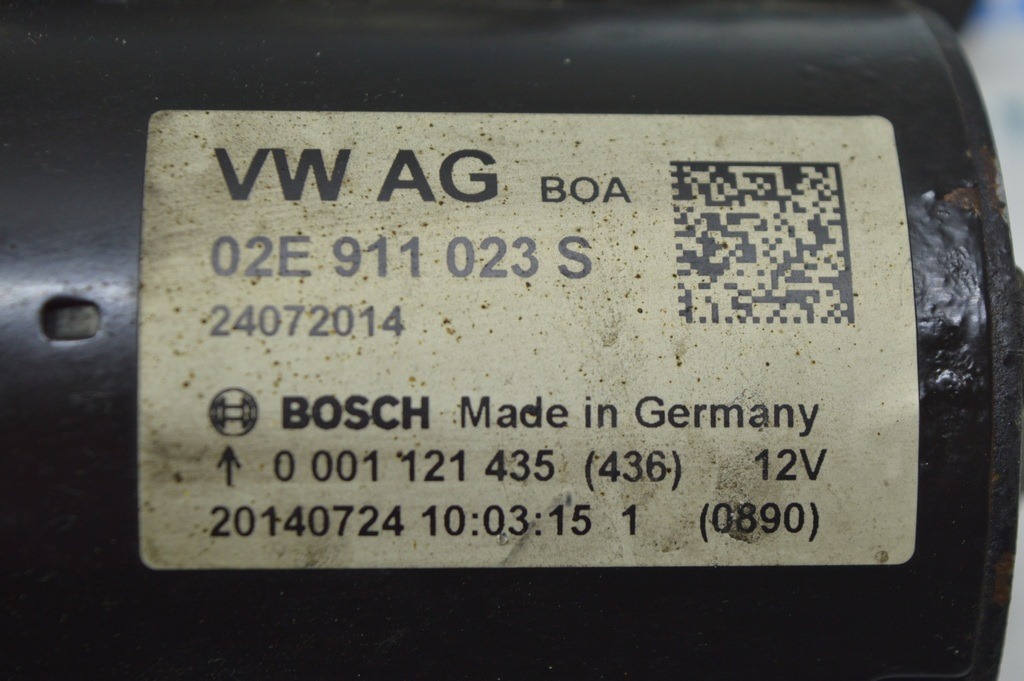 VW AG BOA
02E 911 023 S
24072014
BOSCH Made in Germany
↑ 0 001 121 435 (436) 12V
20140724 10:03:15 1 (0890)